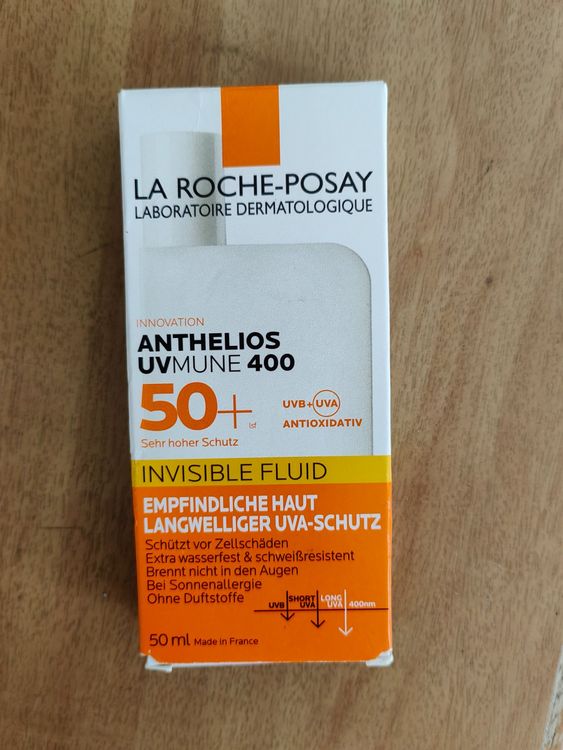 LA ROCHE-POSAY
LABORATOIRE DERMATOLOGIQUE
INNOVATION
ANTHELIOS
UVMUNE 400
50+
lsf
Sehr hoher Schutz
UVB+UVA
ANTIOXIDATIV
INVISIBLE FLUID
EMPFINDLICHE HAUT
LANGWELLIGER UVA-SCHUTZ
Schützt vor Zellschäden
Extra wasserfest & schweißresistent
Brennt nicht in den Augen
Bei Sonnenallergie
Ohne Duftstoffe
UVB
SHORT UVA
LONG UVA
400nm
50 ml Made in France